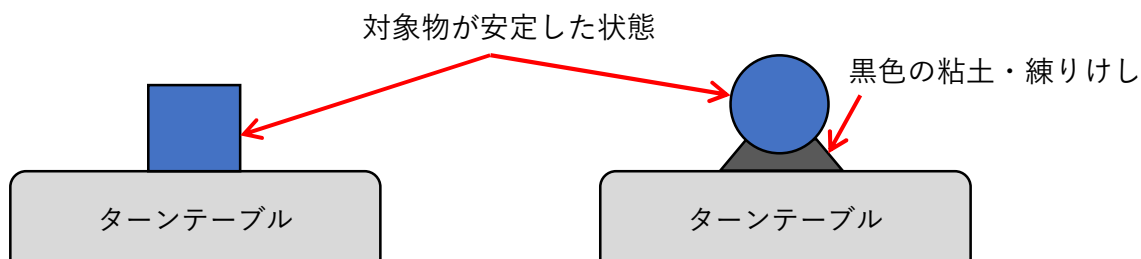 対象物が安定した状態
黒色の粘土・練りけし
ターンテーブル
ターンテーブル